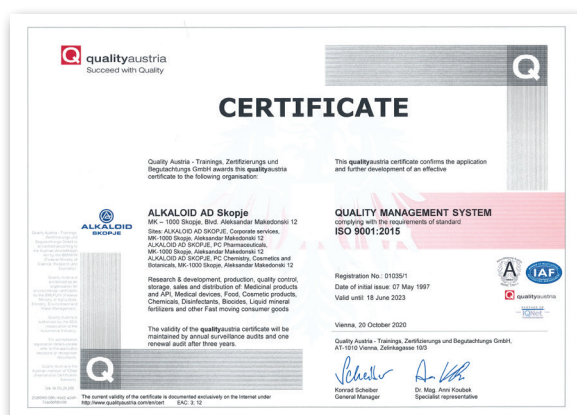 qualityaustria
Succeed with Quality
CERTIFICATE
Quality Austria - Trainings, Zertifizierungs und
Begutachtungs GmbH awards this qualityaustria
certificate to the following organisation:
This qualityaustria certificate confirms the application
and further development of an effective
ALKALOID
SKOPJE
ALKALOID AD Skopje
MK – 1000 Skopje, Blvd. Aleksandar Makedonski 12
Sites: ALKALOID AD SKOPJE, Corporate services,
MK-1000 Skopje, Aleksandar Makedonski 12
ALKALOID AD SKOPJE, PC Pharmaceuticals,
MK-1000 Skopje, Aleksandar Makedonski 12
ALKALOID AD SKOPJE, PC Chemistry, Cosmetics and
Botanicals, MK-1000 Skopje, Aleksandar Makedonski 12
Research & development, production, quality control,
storage, sales and distribution of: Medicinal products
and API, Medical devices, Food, Cosmetic products,
Chemicals, Disinfectants, Biocides, Liquid mineral
fertilizers and other Fast moving consumer goods
The validity of the qualityaustria certificate will be
maintained by annual surveillance audits and one
renewal audit after three years.
QUALITY MANAGEMENT SYSTEM
complying with the requirements of standard
ISO 9001:2015
Registration No.: 01035/1
Date of initial issue: 07 May 1997
Valid until: 18 June 2023
IAF
qualityaustria
IQNet
Vienna, 20 October 2020
Quality Austria - Trainings, Zertifizierungs und Begutachtungs GmbH,
AT-1010 Vienna, Zelinkagasse 10/3
Konrad Scheiber
General Manager
Dr. Mag. Anni Koubek
Specialist representative
The current validity of the certificate is documented exclusively on the Internet under
http://www.qualityaustria.com/en/cert EAC: 3; 12